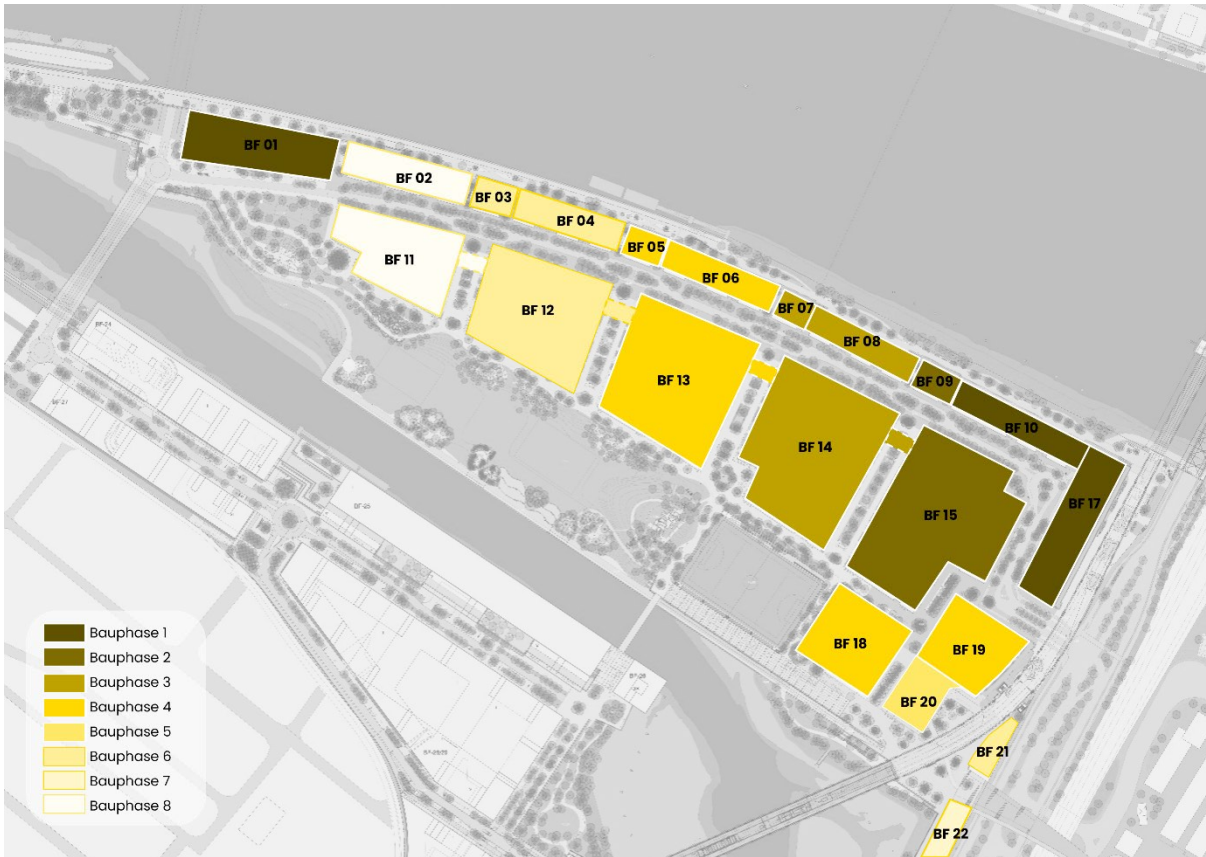 BF 01
BF 02
BF 03
BF 04
BF 05
BF 06
BF 07
BF 08
BF 09
BF 10
BF 11
BF 12
BF 13
BF 14
BF 15
BF 17
BF 18
BF 19
BF 20
BF 21
BF 22
Bauphase 1
Bauphase 2
Bauphase 3
Bauphase 4
Bauphase 5
Bauphase 6
Bauphase 7
Bauphase 8